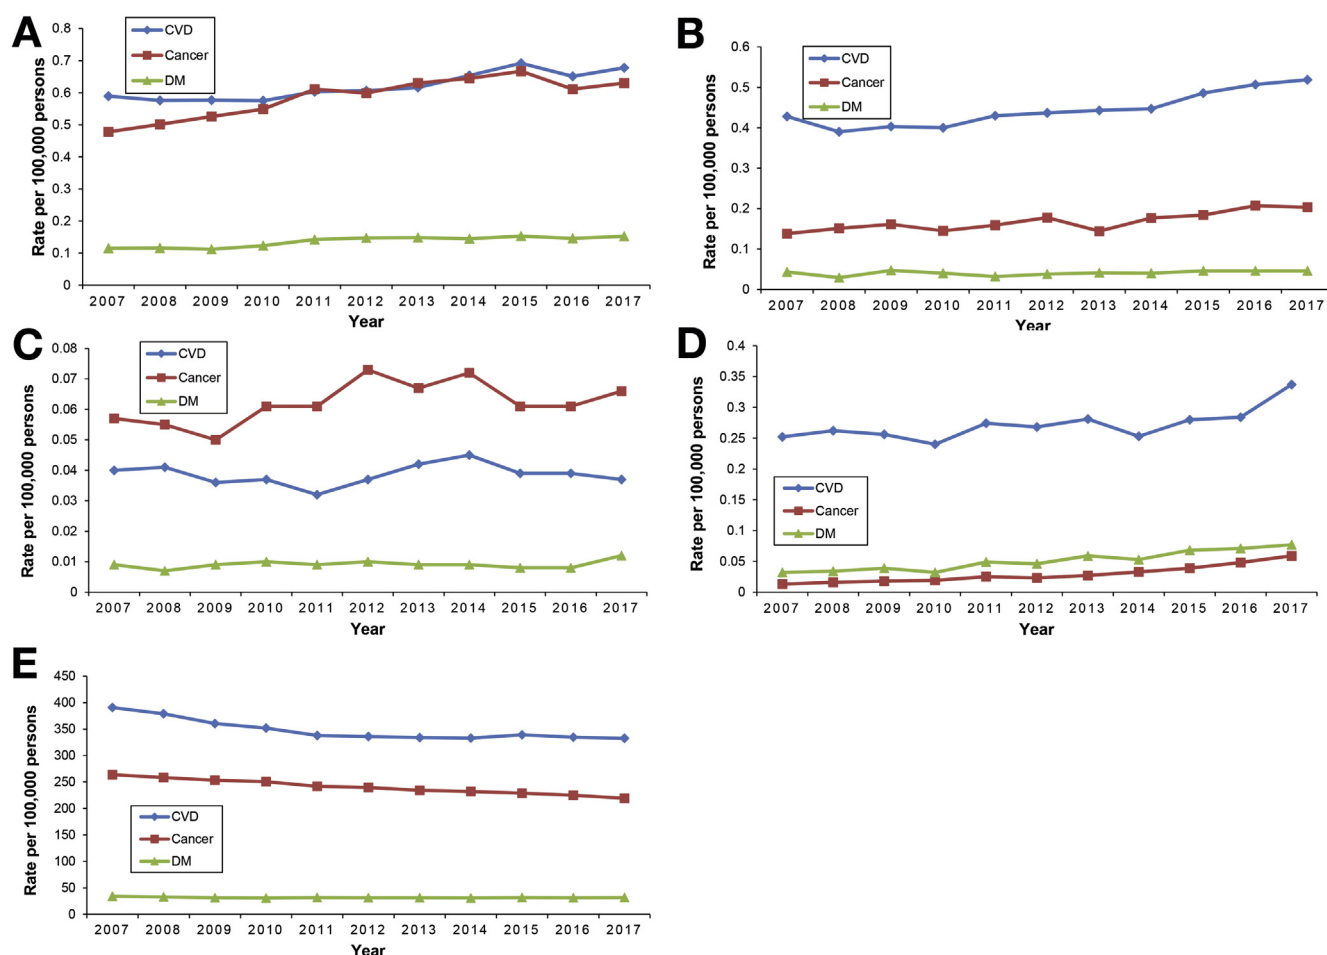 A
CVD
Cancer
DM
Rate per 100,000 persons
0.8
0.7
0.6
0.5
0.4
0.3
0.2
0.1
0
2007 2008 2009 2010 2011 2012 2013 2014 2015 2016 2017
Year
B
CVD
Cancer
DM
Rate per 100,000 persons
0.6
0.5
0.4
0.3
0.2
0.1
0
2007 2008 2009 2010 2011 2012 2013 2014 2015 2016 2017
Year
C
CVD
Cancer
DM
Rate per 100,000 persons
0.08
0.07
0.06
0.05
0.04
0.03
0.02
0.01
0
2007 2008 2009 2010 2011 2012 2013 2014 2015 2016 2017
Year
D
CVD
Cancer
DM
Rate per 100,000 persons
0.4
0.35
0.3
0.25
0.2
0.15
0.1
0.05
0
2007 2008 2009 2010 2011 2012 2013 2014 2015 2016 2017
Year
E
CVD
Cancer
DM
Rate per 100,000 persons
450
400
350
300
250
200
150
100
50
0
2007 2008 2009 2010 2011 2012 2013 2014 2015 2016 2017
Year